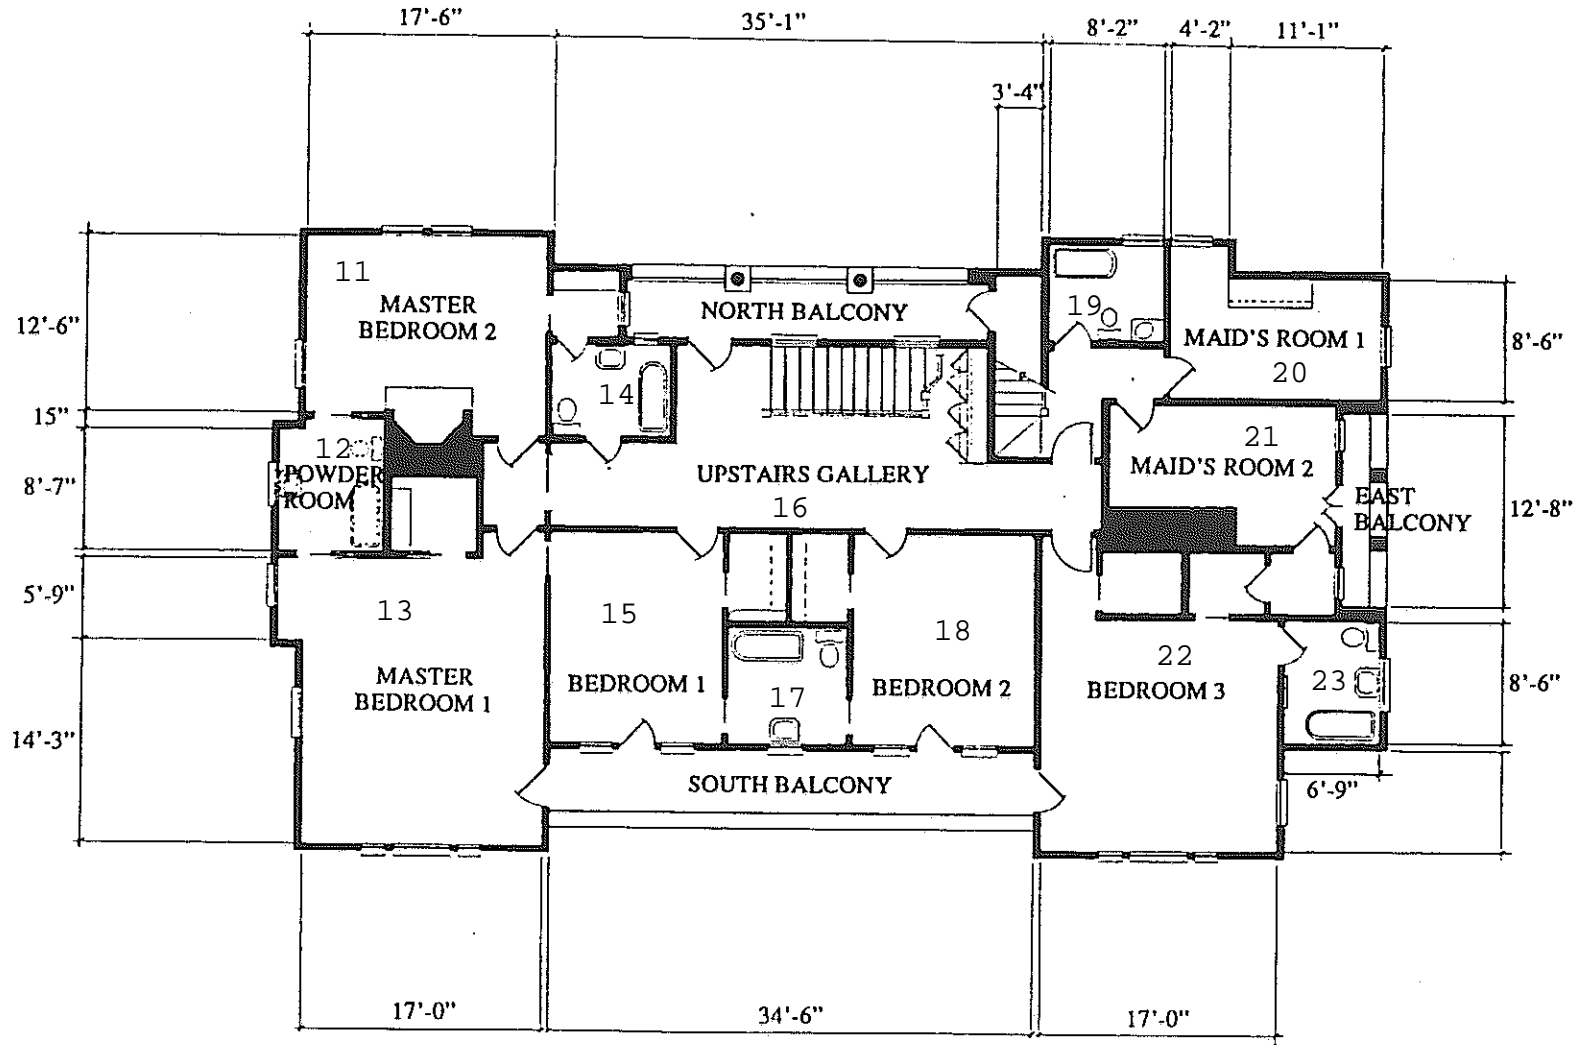 17'-6"
35'-1"
8'-2"
4'-2"
11'-1"
3'-4"
11
MASTER
BEDROOM 2
NORTH BALCONY
19
MAID'S ROOM 1
20
12'-6"
8'-6"
15"
14
12
POWDER
ROOM
8'-7"
UPSTAIRS GALLERY
16
21
MAID'S ROOM 2
EAST
BALCONY
12'-8"
5'-9"
13
15
18
22
MASTER
BEDROOM 1
BEDROOM 1
17
BEDROOM 2
BEDROOM 3
23
8'-6"
14'-3"
SOUTH BALCONY
6'-9"
17'-0"
34'-6"
17'-0"